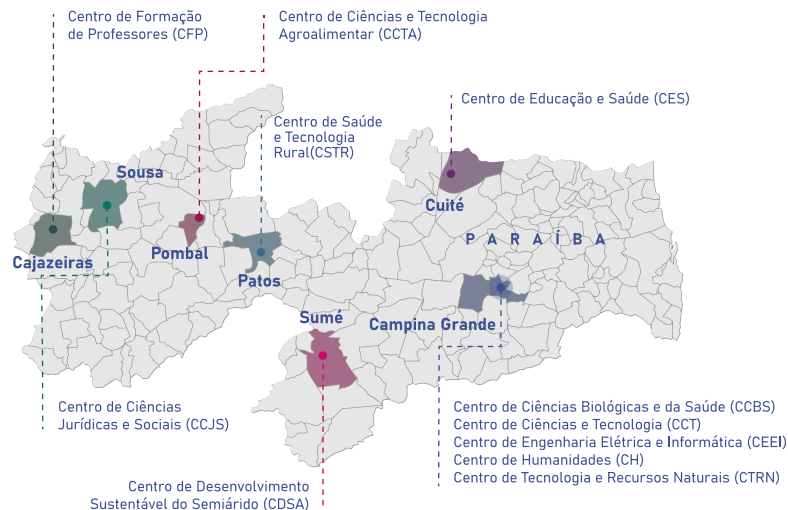 Centro de Formação
de Professores (CFP)
Centro de Ciências e Tecnologia
Agroalimentar (CCTA)
Centro de Educação e Saúde (CES)
Centro de Saúde
e Tecnologia
Rural(CSTR)
Sousa
Cuité
PARAÍBA
Cajazeiras
Pombal
Patos
Sumé
Campina Grande
Centro de Ciências
Jurídicas e Sociais (CCJS)
Centro de Ciências Biológicas e da Saúde (CCBS)
Centro de Ciências e Tecnologia (CCT)
Centro de Engenharia Elétrica e Informática (CEEI)
Centro de Humanidades (CH)
Centro de Tecnologia e Recursos Naturais (CTRN)
Centro de Desenvolvimento
Sustentável do Semiárido (CDSA)